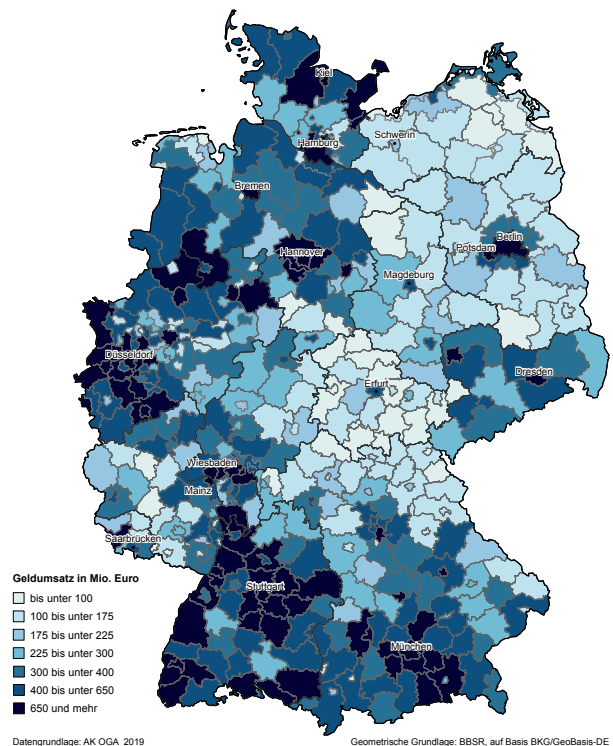 Kiel
Schwerin
Hamburg
Bremen
Berlin
Potsdam
Hannover
Magdeburg
Düsseldorf
Dresden
Erfurt
Wiesbaden
Mainz
Saarbrücken
Stuttgart
München
Geldumsatz in Mio. Euro
bis unter 100
100 bis unter 175
175 bis unter 225
225 bis unter 300
300 bis unter 400
400 bis unter 650
650 und mehr
Datengrundlage: AK OGA 2019
Geometrische Grundlage: BBSR, auf Basis BKG/GeoBasis-DE